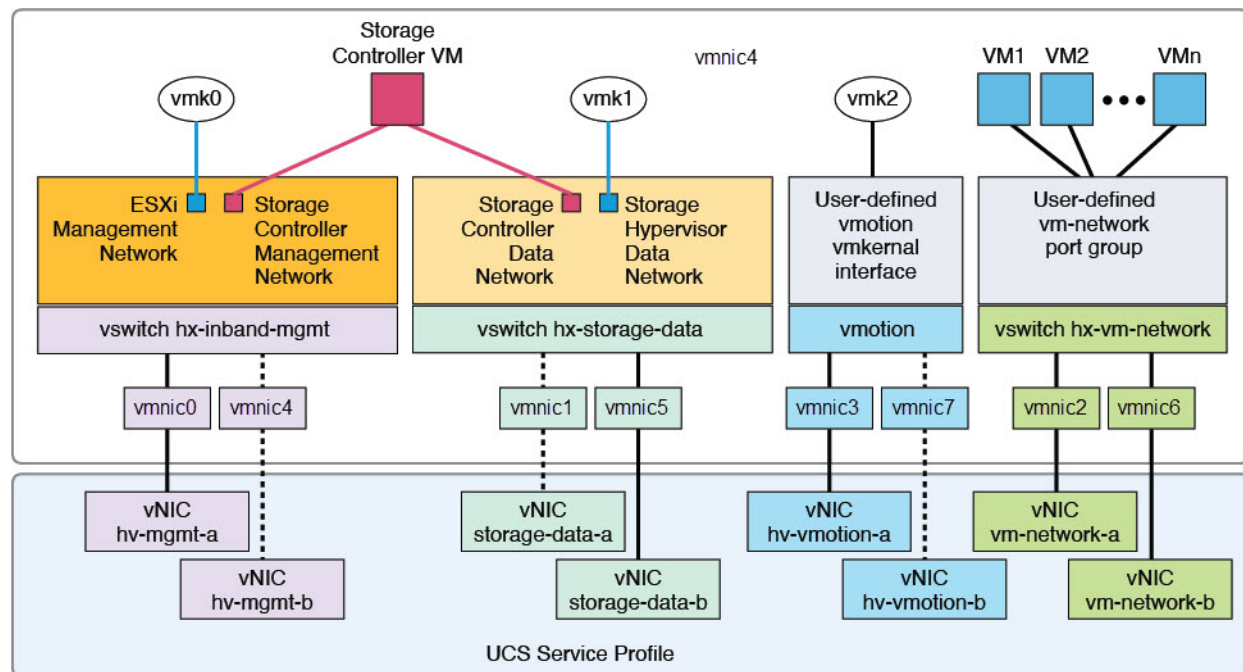 Storage
Controller VM
vmnic4
VM1
VM2
VMn
vmk0
vmk1
vmk2
ESXi
Management
Network
Storage
Controller
Management
Network
Storage
Controller
Data
Network
Storage
Hypervisor
Data
Network
User-defined
vmotion
vmkernal
interface
User-defined
vm-network
port group
vswitch hx-inband-mgmt
vswitch hx-storage-data
vmotion
vswitch hx-vm-network
vmnic0
vmnic4
vmnic1
vmnic5
vmnic3
vmnic7
vmnic2
vmnic6
vNIC
hv-mgmt-a
vNIC
storage-data-a
vNIC
hv-vmotion-a
vNIC
vm-network-a
vNIC
hv-mgmt-b
vNIC
storage-data-b
vNIC
hv-vmotion-b
vNIC
vm-network-b
UCS Service Profile